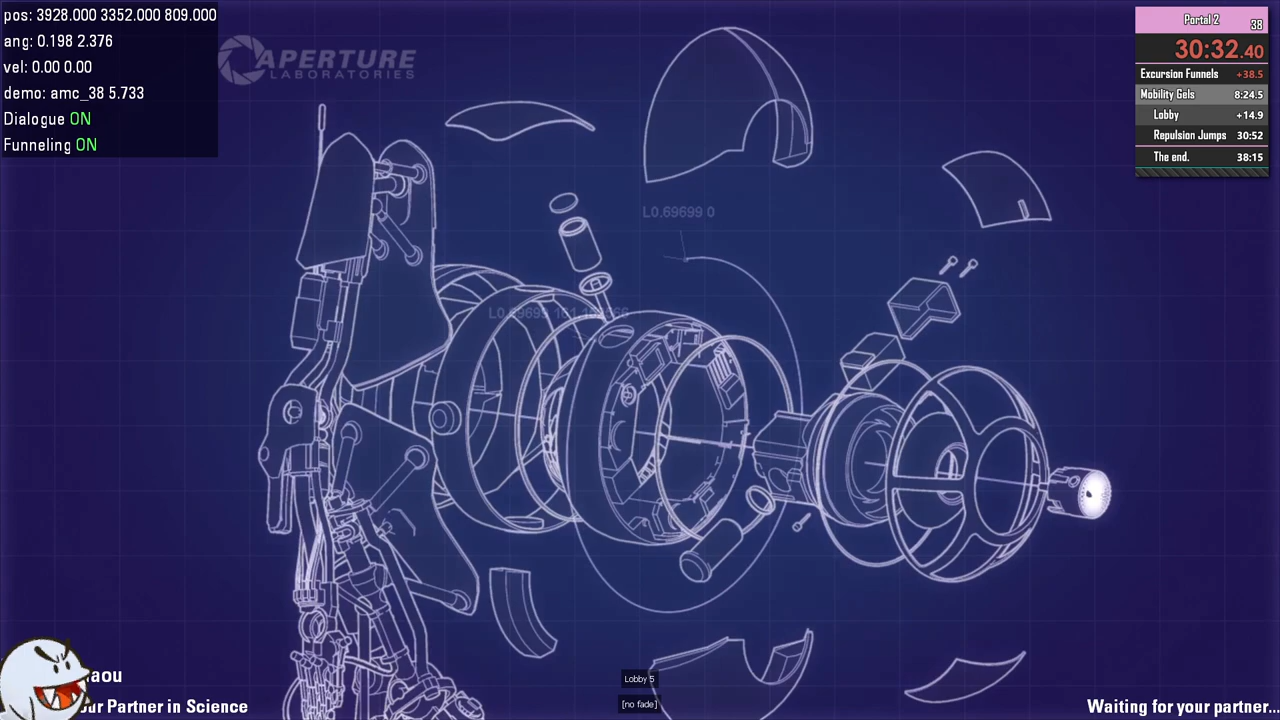 pos: 3928.000 3352.000 809.000
ang: 0.198 2.376
vel: 0.00 0.00
demo: amc_38 5.733
Dialogue ON
Funneling ON
APERTURE
LABORATORIES
Portal 2
38
30:32.40
Excursion Funnels +38.5
Mobility Gels 8:24.5
Lobby +14.9
Repulsion Jumps 30:52
The end. 38:15
L0.69699 0
aou
ur Partner in Science
Lobby 5
[no fade]
Waiting for your partner...